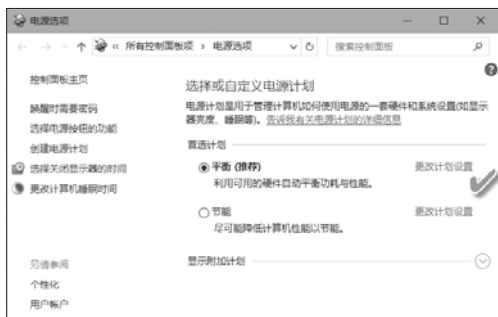 电源选项
所有控制面板项 电源选项 搜索控制面板
控制面板主页
唤醒时需要密码
选择电源按钮的功能
创建电源计划
选择关闭显示器的时间
更改计算机睡眠时间
另请参阅
个性化
用户帐户
选择或自定义电源计划
电源计划是用于管理计算机如何使用电源的一套硬件和系统设置(如显
示器亮度、睡眠等)。告诉我有关电源计划的详细信息
首选计划
平衡 (推荐) 更改计划设置
利用可用的硬件自动平衡功耗与性能。
节能 更改计划设置
尽可能降低计算机性能以节能。
显示附加计划